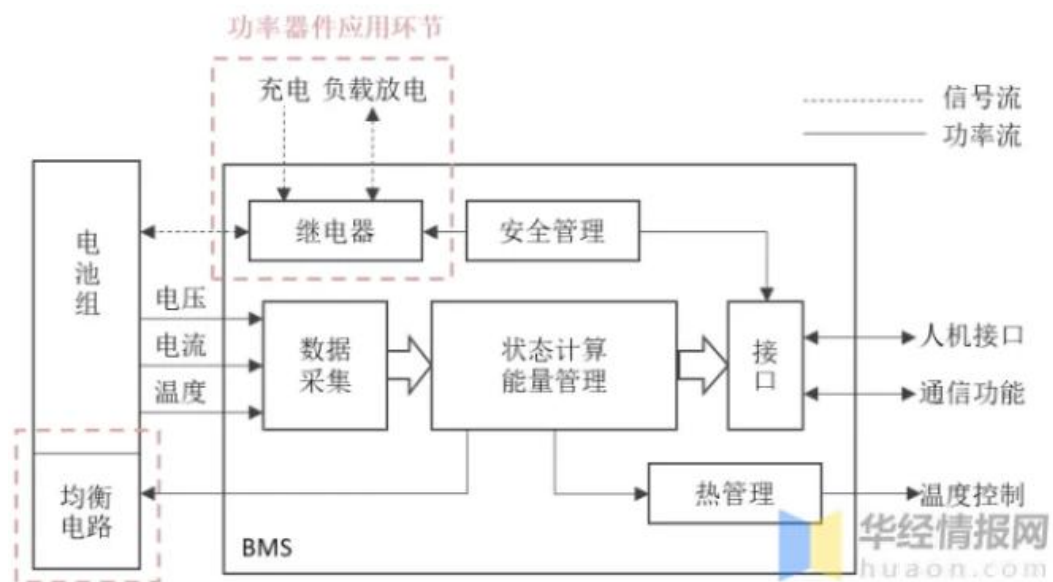 功率器件应用环节
充电 负载放电
信号流
功率流
继电器
安全管理
电
池
组
电压
电流
温度
数据
采集
状态计算
能量管理
接
口
人机接口
通信功能
均衡
电路
热管理
温度控制
BMS
华经情报网
huaon.com